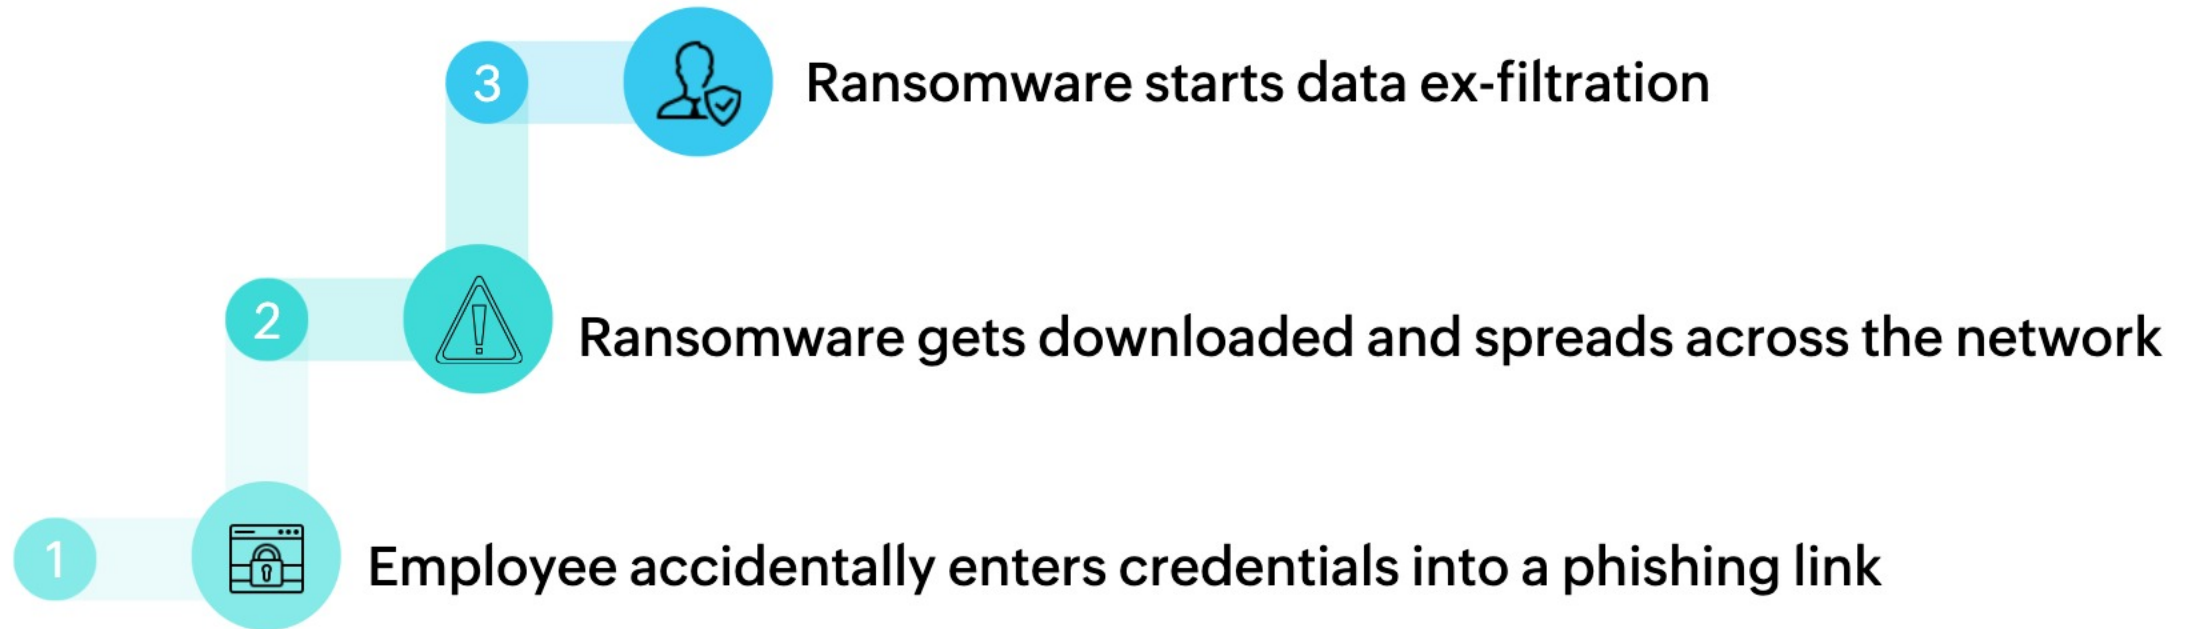 3
Ransomware starts data ex-filtration
2
Ransomware gets downloaded and spreads across the network
1
Employee accidentally enters credentials into a phishing link